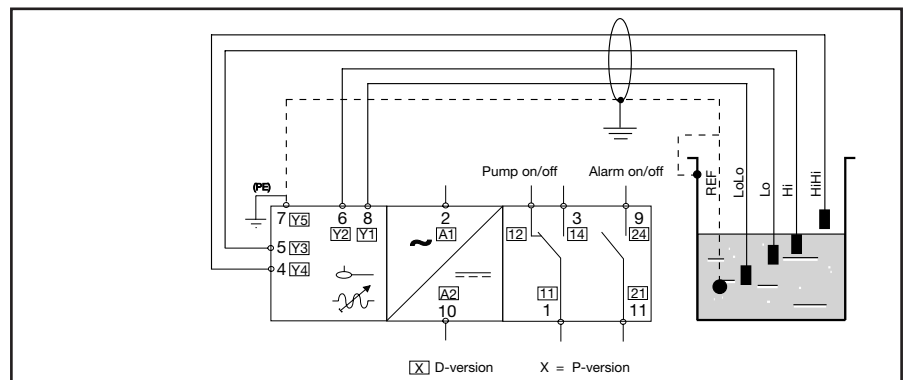 Pump on/off Alarm on/off
REF
LoLo
Lo
Hi
HiHi
(PE)
7 Y5 6 8 2 3 9
Y2 Y1 A1 12 14 24
5 Y3
4 Y4
A2 11 21
10 1 11
X D-version X = P-version